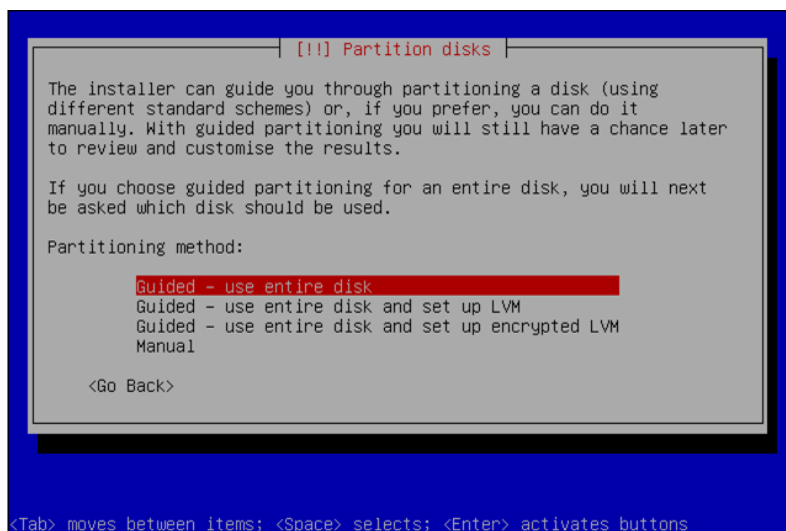 [!!] Partition disks
The installer can guide you through partitioning a disk (using
different standard schemes) or, if you prefer, you can do it
manually. With guided partitioning you will still have a chance later
to review and customise the results.
If you choose guided partitioning for an entire disk, you will next
be asked which disk should be used.
Partitioning method:
Guided – use entire disk
Guided – use entire disk and set up LVM
Guided – use entire disk and set up encrypted LVM
Manual
<Go Back>
<Tab> moves between items; <Space> selects; <Enter> activates buttons